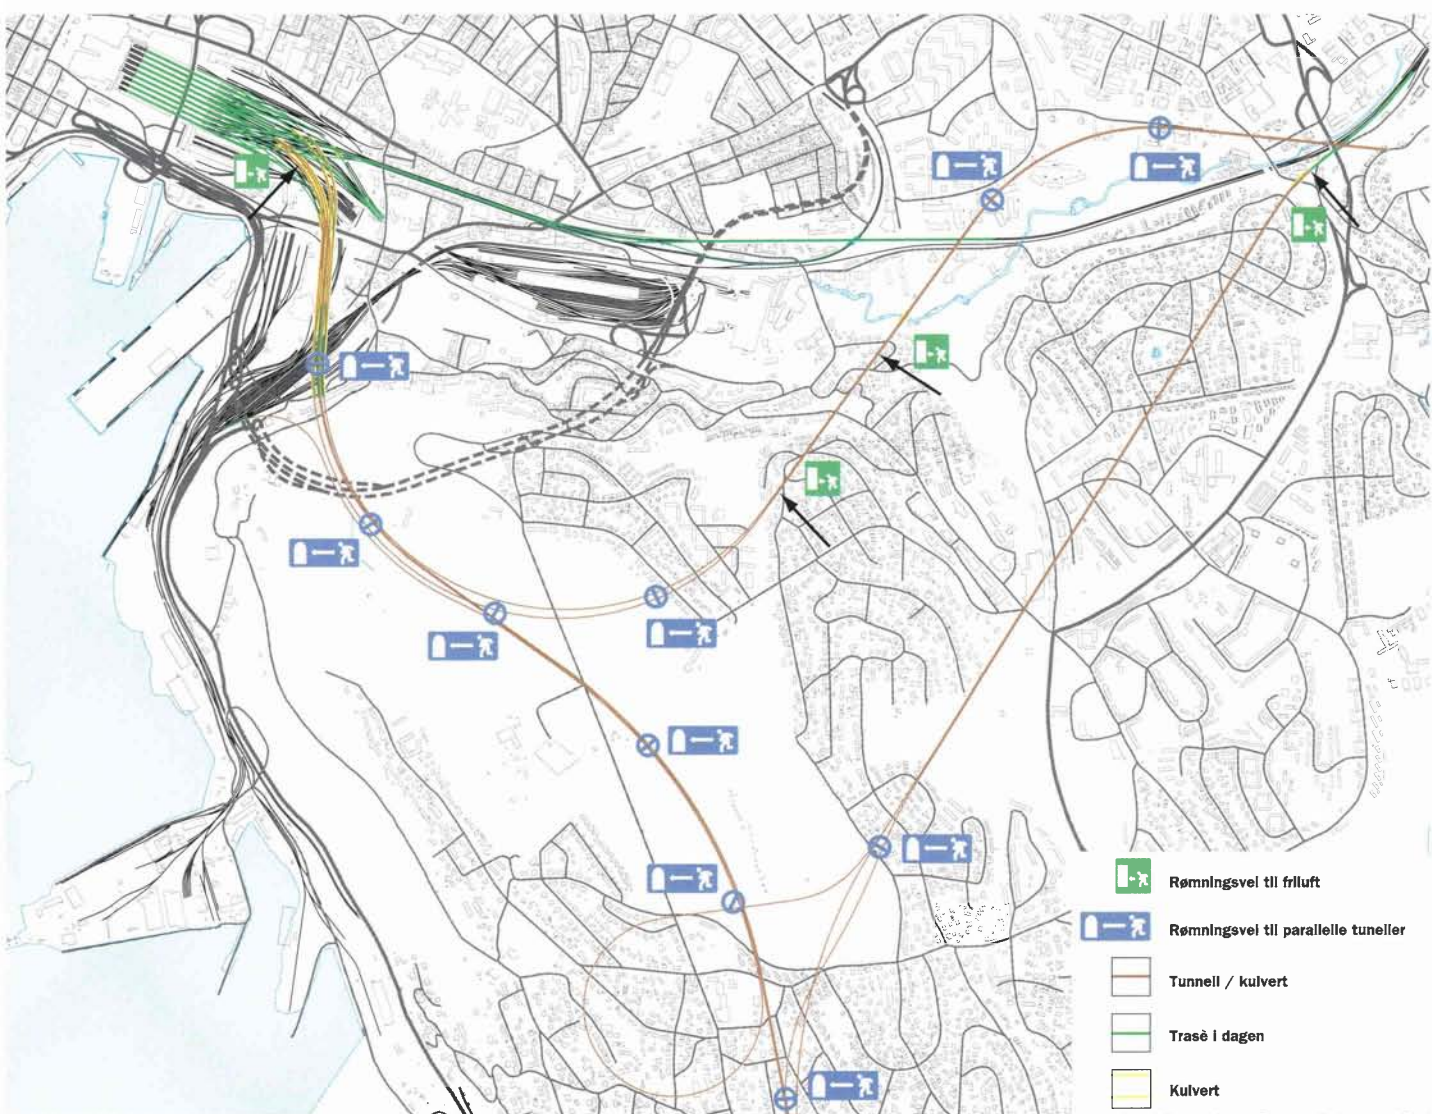 Rømningsvei til friluft
Rømningsvei til parallelle tuneller
Tunnell / kulvert
Trasè i dagen
Kulvert